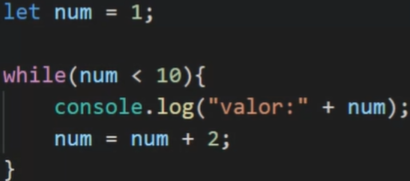 let num = 1;
while(num < 10){
    console.log("valor:" + num);
    num = num + 2;
}